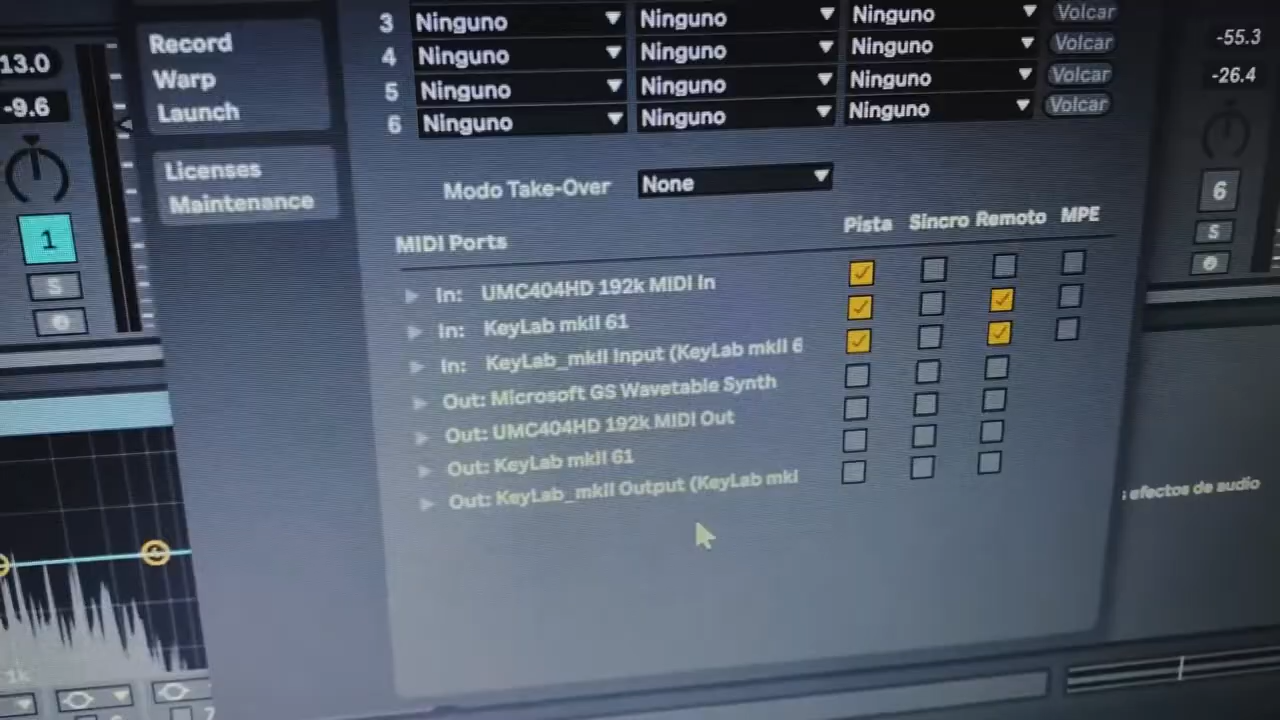 3 Ninguno Ninguno Ninguno Volcar
4 Ninguno Ninguno Ninguno Volcar
5 Ninguno Ninguno Ninguno Volcar
6 Ninguno Ninguno Ninguno Volcar
Record
Warp
Launch
Licenses
Maintenance
13.0
-9.6
1
S
-55.3
-26.4
6
S
Modo Take-Over None
MIDI Ports Pista Sincro Remoto MPE
In: UMC404HD 192k MIDI In
In: KeyLab mkII 61
In: KeyLab_mkII Input (KeyLab mkII 6
Out: Microsoft GS Wavetable Synth
Out: UMC404HD 192k MIDI Out
Out: KeyLab mkII 61
Out: KeyLab_mkII Output (KeyLab mkI
efectos de audio
1k
7